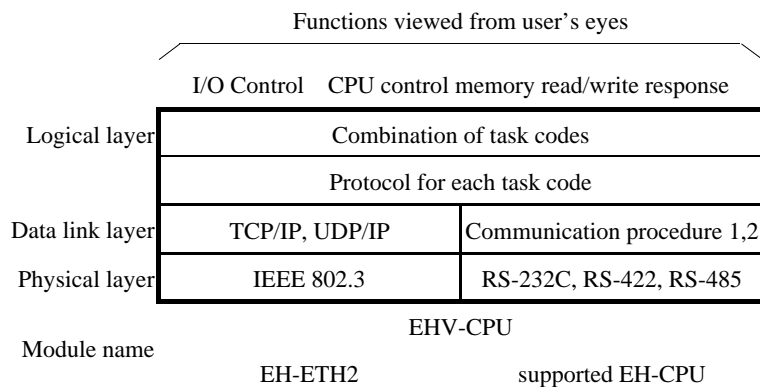 Functions viewed from user's eyes
I/O Control CPU control memory read/write response
Logical layer Combination of task codes
Protocol for each task code
Data link layer TCP/IP, UDP/IP Communication procedure 1,2
Physical layer IEEE 802.3 RS-232C, RS-422, RS-485
EHV-CPU
Module name
EH-ETH2 supported EH-CPU